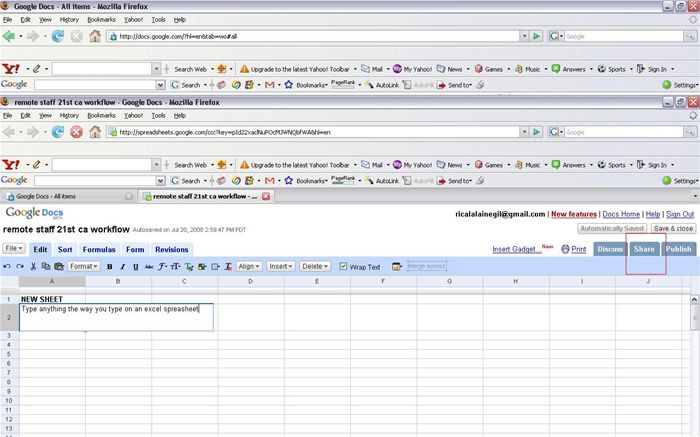 Google Docs - All items - Mozilla Firefox
File Edit View History Bookmarks Yahoo! Tools Help
http://docs.google.com/?hl=en&tab=wo#all
Google
Y! Search Web Upgrade to the latest Yahoo! Toolbar Mail My Yahoo! News Games Music Answers Sports Sign In
Google Search Bookmarks PageRank AutoLink AutoFill Send to Settings
remote staff 21st ca workflow - Google Docs - Mozilla Firefox
File Edit View History Bookmarks Yahoo! Tools Help
Google
Y! Search Web Upgrade to the latest Yahoo! Toolbar Mail My Yahoo! News Games Music Answers Sports Sign In
Google Search Bookmarks PageRank AutoLink AutoFill Send to Settings
Google Docs - All items remote staff 21st ca workflow - ...
Google Docs BETA ricalalainegil@gmail.com | New features | Docs Home | Help | Sign Out
remote staff 21st ca workflow Autosaved on Jul 20, 2008 2:59:47 PM PDT Automatically Saved Save & close
File Edit Sort Formulas Form Revisions Insert Gadget... New Print Discuss Share Publish
Format B I U Abc Align Insert Delete Wrap Text Merge across
A B C D E F G H I J
1 NEW SHEET
2 Type anything the way you type on an excel spreasheet
3
4
5
6
7
8
9
10
11
12
13